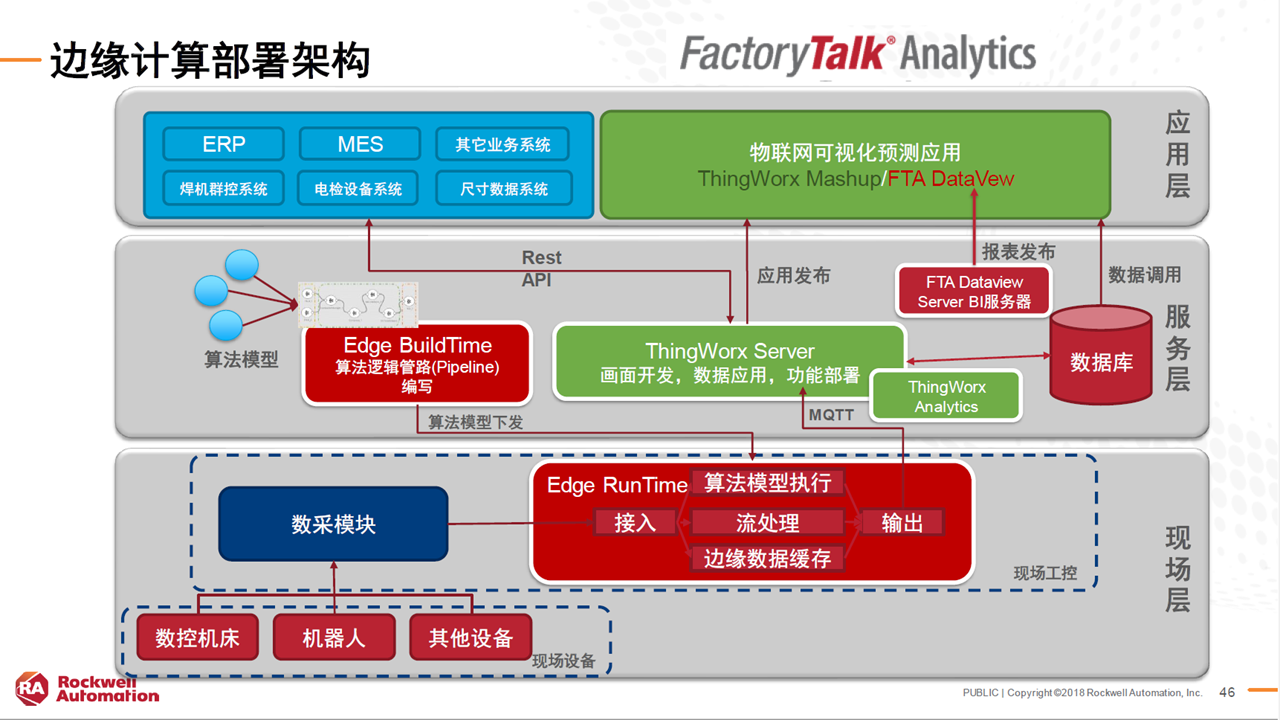 边缘计算部署架构
FactoryTalk® Analytics
应用层
ERP
MES
其它业务系统
焊机群控系统
电检设备系统
尺寸数据系统
物联网可视化预测应用
ThingWorx Mashup/FTA DataVew
Rest
API
应用发布
报表发布
数据调用
服务层
算法模型
Edge BuildTime
算法逻辑管路(Pipeline)
编写
ThingWorx Server
画面开发，数据应用，功能部署
FTA Dataview
Server BI服务器
数据库
ThingWorx
Analytics
算法模型下发
MQTT
现场层
数采模块
Edge RunTime
算法模型执行
接入
流处理
输出
边缘数据缓存
现场工控
数控机床
机器人
其他设备
现场设备
RA
Rockwell
Automation
PUBLIC | Copyright ©2018 Rockwell Automation, Inc.
46